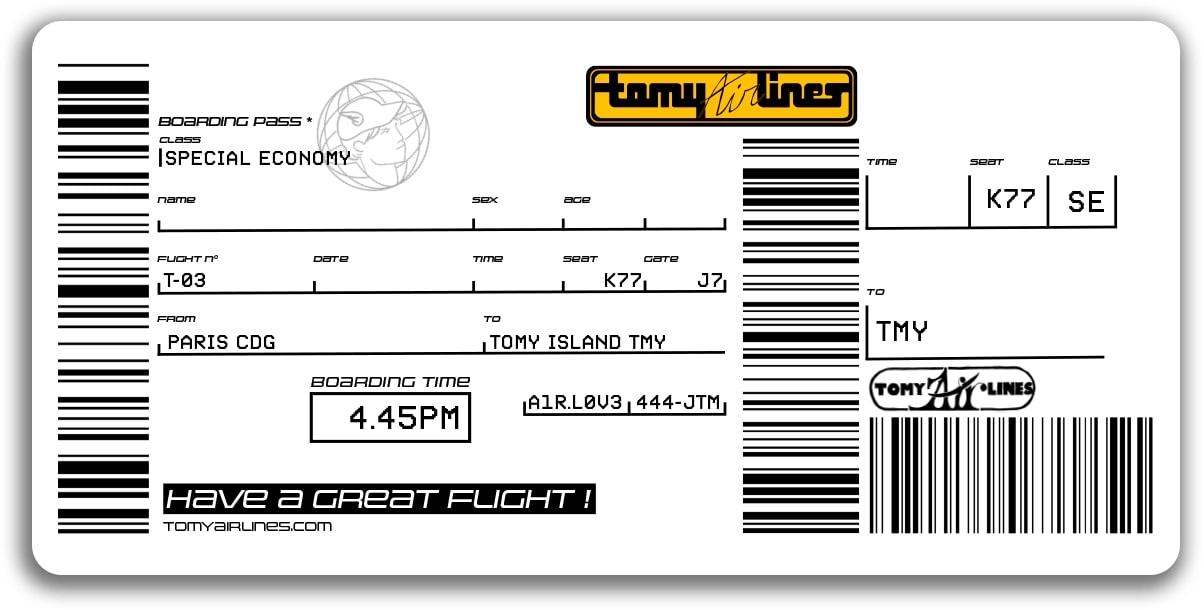 tomy Airlines
BOARDING PASS *
CLASS
SPECIAL ECONOMY
NAME SEX AGE
FLIGHT N° DATE TIME SEAT GATE
T-03 K77 J7
FROM TO
PARIS CDG TOMY ISLAND TMY
BOARDING TIME
4.45PM
A1R.L0V3 444-JTM
HAVE A GREAT FLIGHT !
TOMYAIRLINES.COM
TIME SEAT CLASS
K77 SE
TO
TMY
TOMY Air•LINES